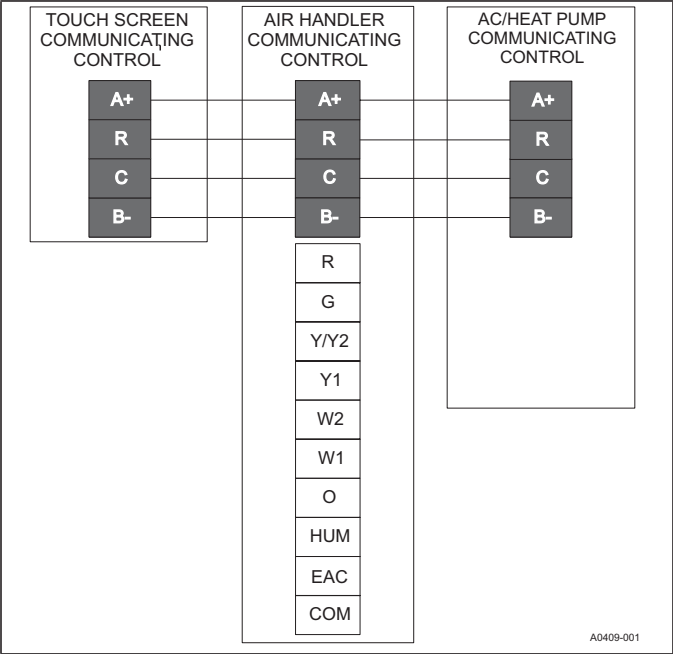 TOUCH SCREEN
COMMUNICATING
CONTROL
A+
R
C
B-
AIR HANDLER
COMMUNICATING
CONTROL
A+
R
C
B-
R
G
Y/Y2
Y1
W2
W1
O
HUM
EAC
COM
AC/HEAT PUMP
COMMUNICATING
CONTROL
A+
R
C
B-
A0409-001